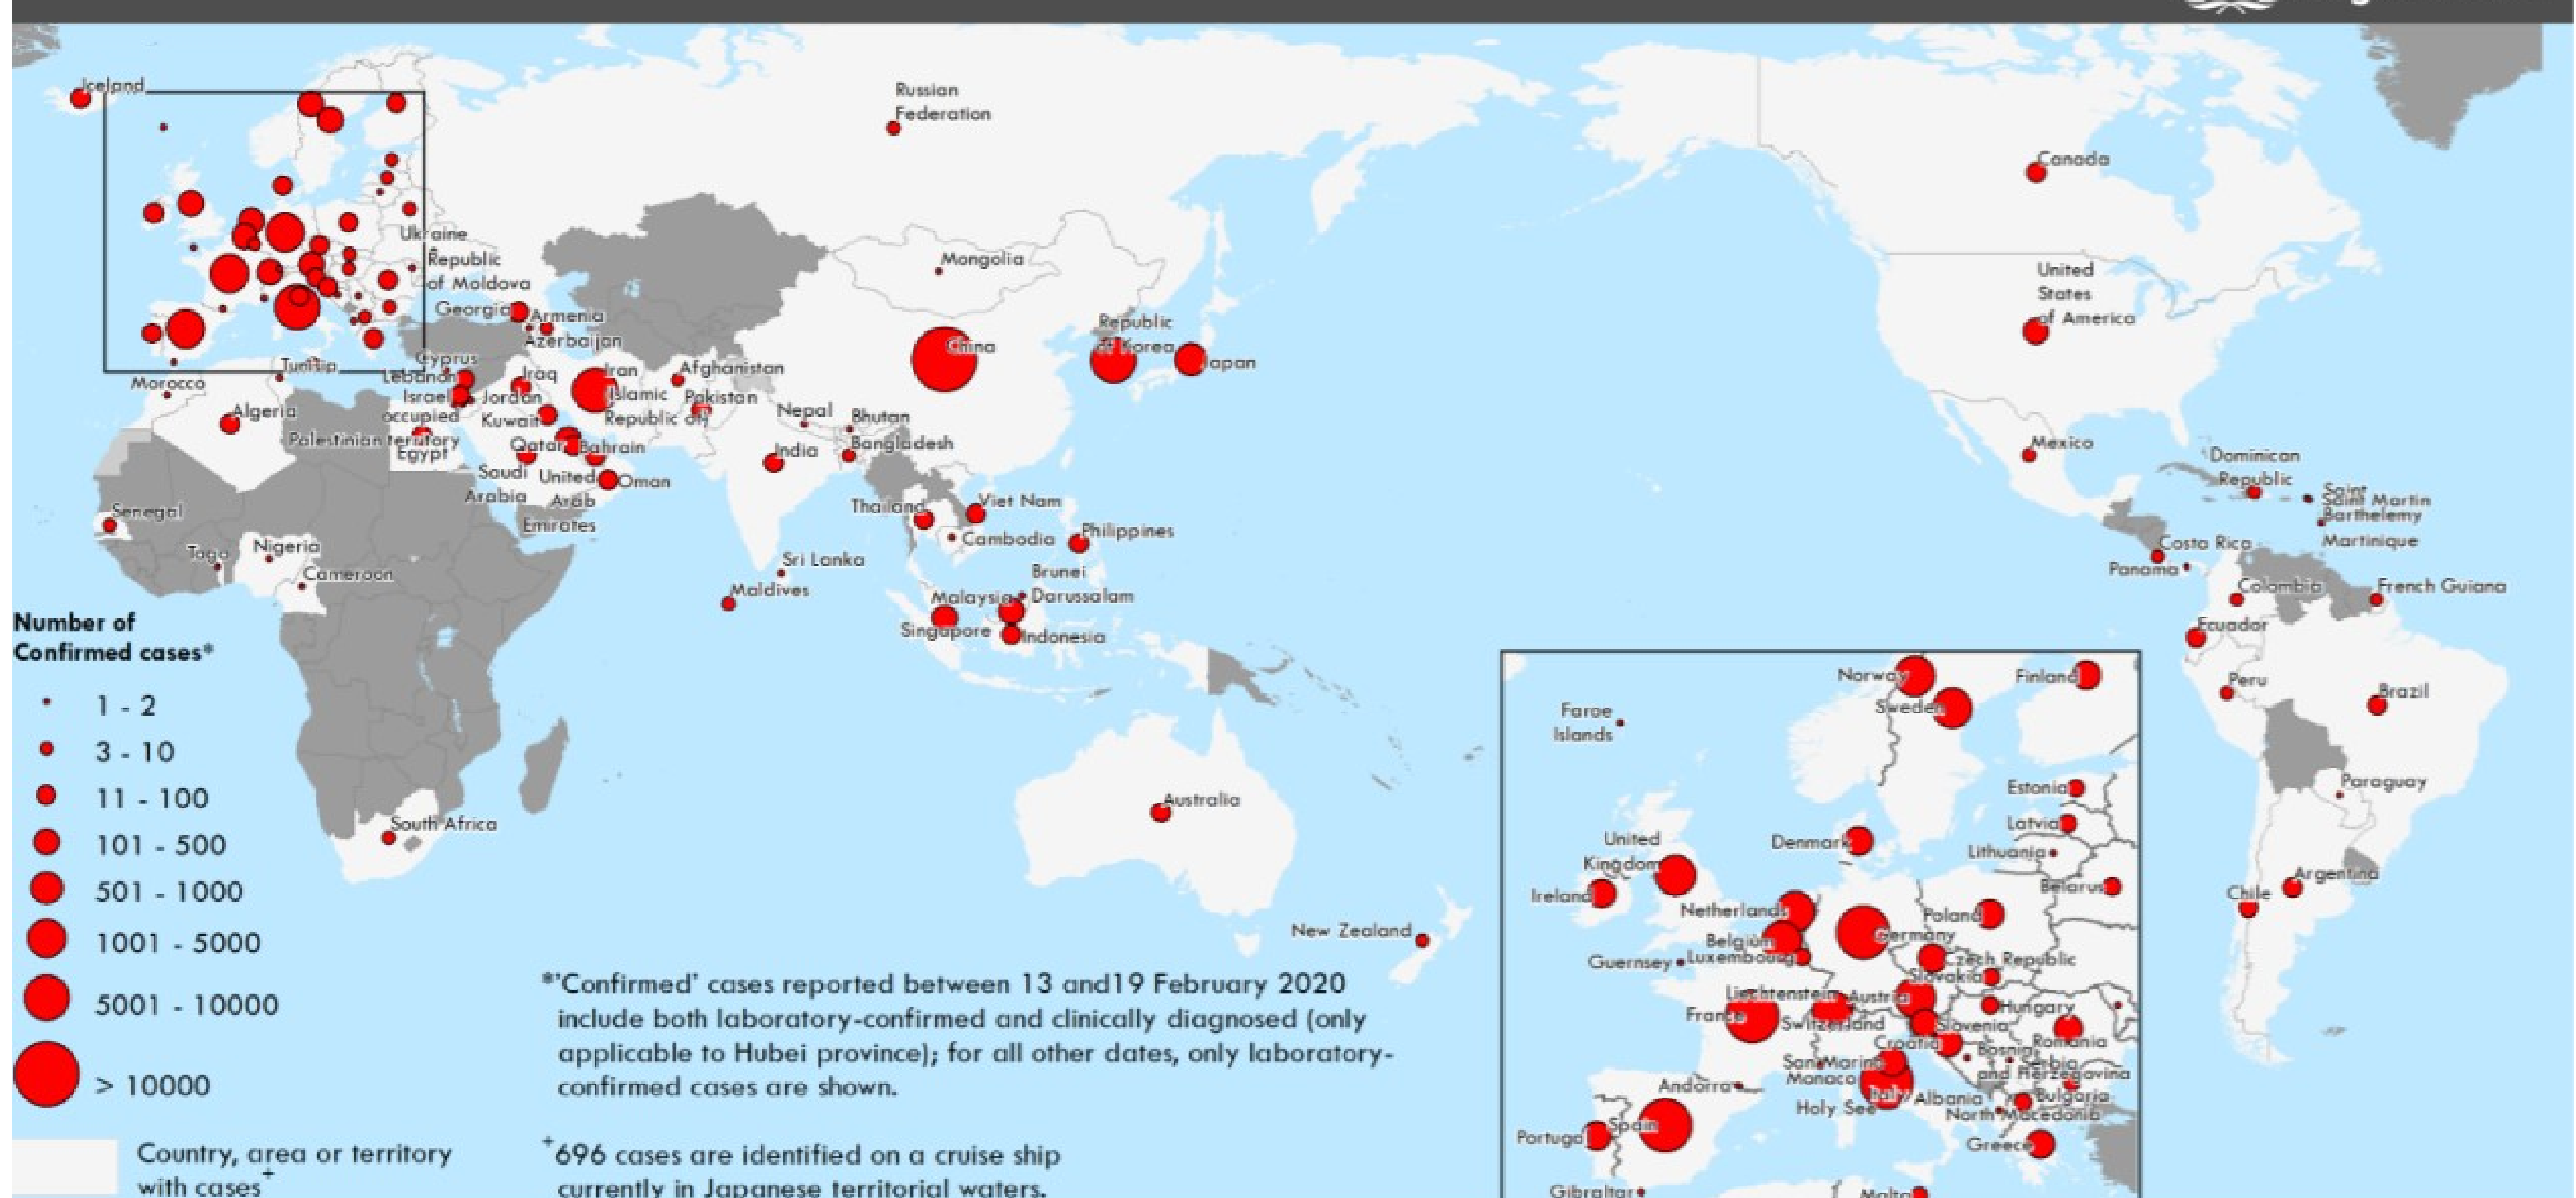 Iceland
Russian
Federation
Canada
Ukraine
Republic
of Moldova
Georgia
Armenia
Azerbaijan
Mongolia
United
States
of America
China
Republic
of Korea
Japan
Tunisia
Cyprus
Lebanon
Iraq
Iran
(Islamic
Republic of)
Afghanistan
Morocco
Israel
Jordan
Pakistan
Algeria
occupied
Palestinian territory
Kuwait
Nepal
Bhutan
Egypt
Qatar
Bahrain
India
Bangladesh
Mexico
Saudi
Arabia
United
Arab
Emirates
Oman
Dominican
Republic
Saint Martin
Saint
Barthelemy
Martinique
Senegal
Thailand
Viet Nam
Philippines
Togo
Nigeria
Cambodia
Costa Rica
Cameroon
Sri Lanka
Panama
Maldives
Brunei
Darussalam
Malaysia
Colombia
French Guiana
Singapore
Indonesia
Ecuador
Peru
Brazil
Paraguay
Australia
South Africa
Argentina
Chile
New Zealand
Number of
Confirmed cases*
1 - 2
3 - 10
11 - 100
101 - 500
501 - 1000
1001 - 5000
5001 - 10000
> 10000
Country, area or territory
with cases+
*'Confirmed' cases reported between 13 and19 February 2020
include both laboratory-confirmed and clinically diagnosed (only
applicable to Hubei province); for all other dates, only laboratory-
confirmed cases are shown.
+696 cases are identified on a cruise ship
currently in Japanese territorial waters.
Norway
Finland
Sweden
Faroe
Islands
Estonia
Latvia
United
Kingdom
Denmark
Lithuania
Ireland
Belarus
Netherlands
Poland
Belgium
Germany
Guernsey
Luxembourg
Czech Republic
Slovakia
Liechtenstein
Austria
Hungary
France
Switzerland
Slovenia
Croatia
Romania
San Marino
Bosnia
and Herzegovina
Serbia
Monaco
Andorra
Italy
Holy See
Albania
Bulgaria
North Macedonia
Portugal
Spain
Greece
Gibraltar
Malta